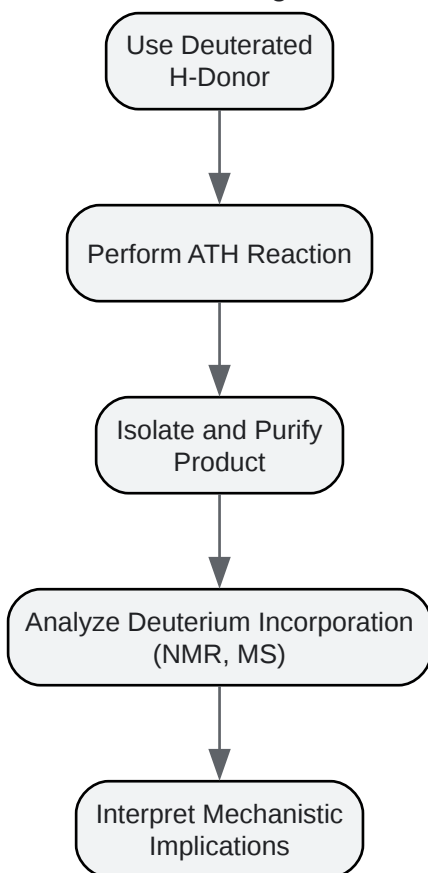 Use Deuterated
H-Donor
Perform ATH Reaction
Isolate and Purify
Product
Analyze Deuterium Incorporation
(NMR, MS)
Interpret Mechanistic
Implications